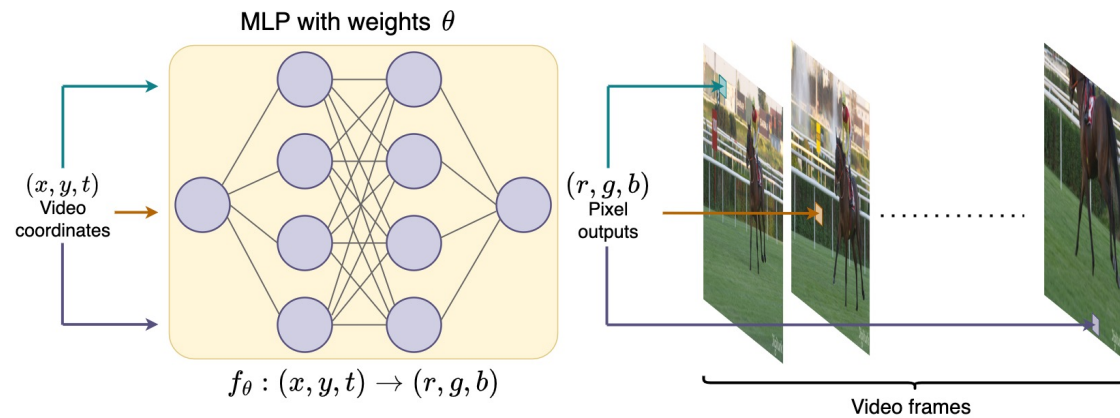 MLP with weights θ
(x, y, t)
Video
coordinates
(r, g, b)
Pixel
outputs
f_θ : (x, y, t) → (r, g, b)
Video frames